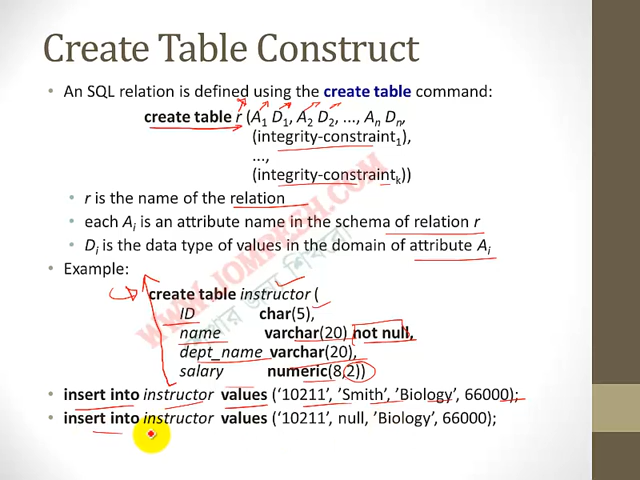 Create Table Construct
• An SQL relation is defined using the create table command:
create table r (A1 D1, A2 D2, ..., An Dn,
(integrity-constraint1),
...,
(integrity-constraintk))
• r is the name of the relation
• each Ai is an attribute name in the schema of relation r
• Di is the data type of values in the domain of attribute Ai
• Example:
create table instructor (
ID char(5),
name varchar(20) not null,
dept_name varchar(20),
salary numeric(8,2))
• insert into instructor values (‘10211’, ’Smith’, ’Biology’, 66000);
• insert into instructor values (‘10211’, null, ’Biology’, 66000);
WWW.JOMPESH.COM